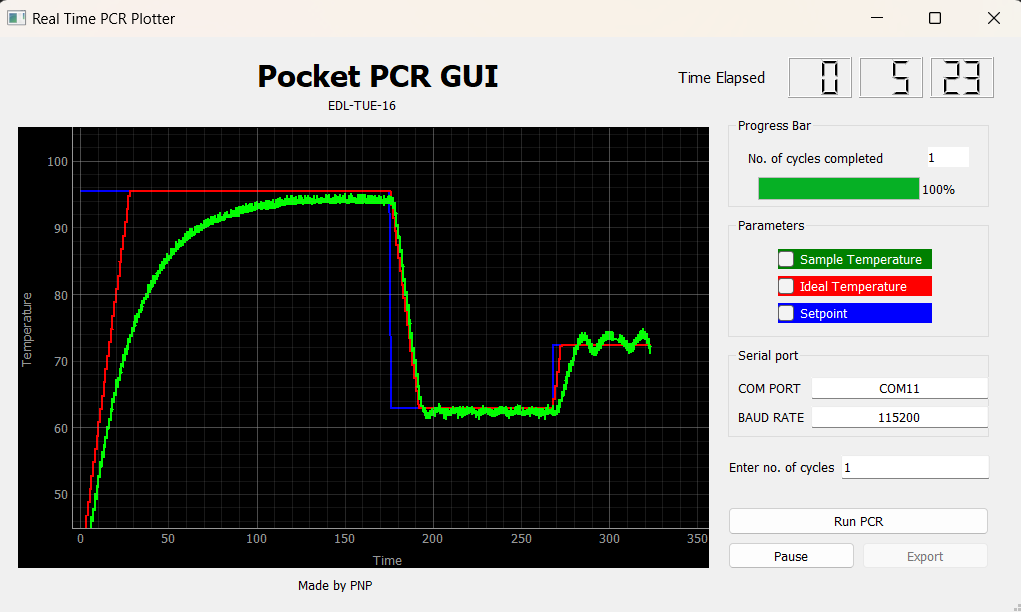 Real Time PCR Plotter
Pocket PCR GUI
EDL-TUE-16
Time Elapsed 0 5 23
100
90
80
70
60
50
Temperature
0 50 100 150 200 250 300 350
Time
Made by PNP
Progress Bar
No. of cycles completed 1
100%
Parameters
Sample Temperature
Ideal Temperature
Setpoint
Serial port
COM PORT COM11
BAUD RATE 115200
Enter no. of cycles 1
Run PCR
Pause Export